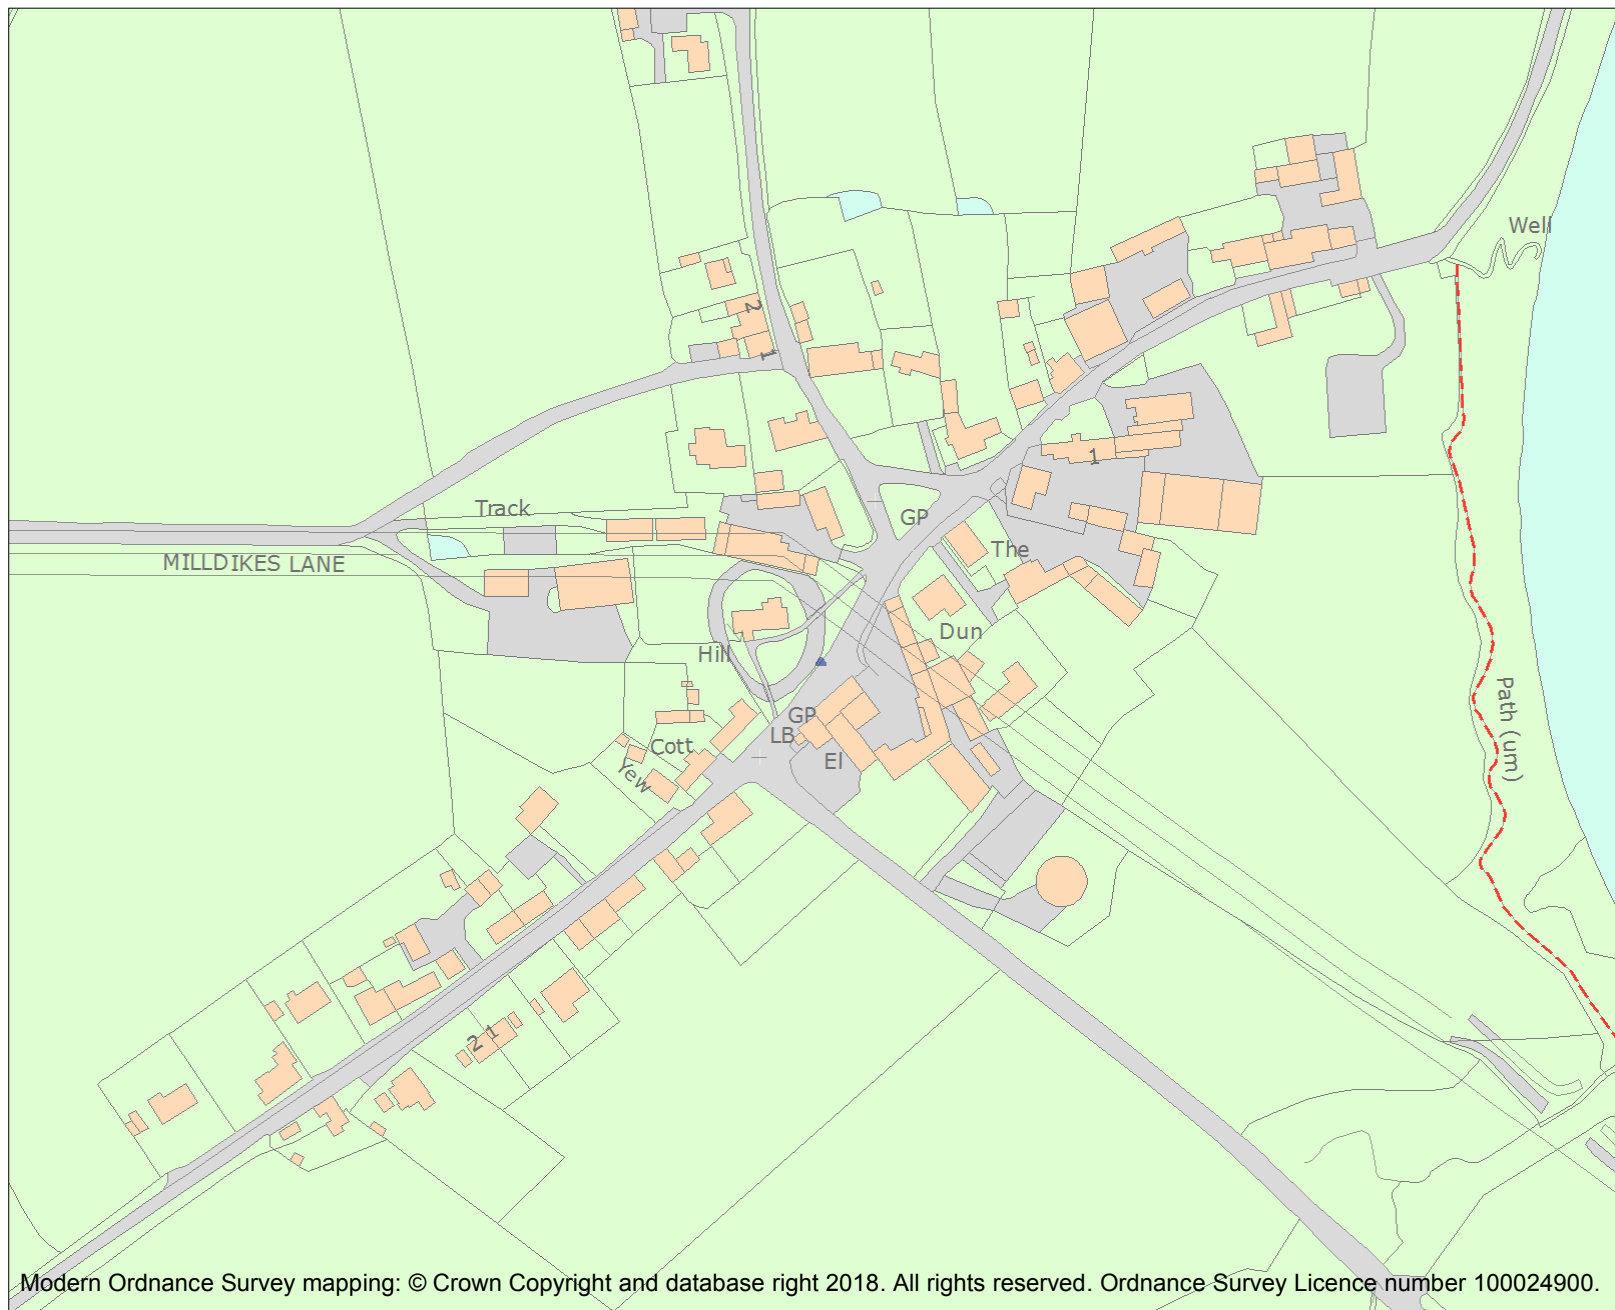 Well
2
1
1
Track
GP
MILLDIKES LANE
The
Dun
Hill
Path (um)
GP
LB
Cott
El
Yew
2 1
Modern Ordnance Survey mapping: © Crown Copyright and database right 2018. All rights reserved. Ordnance Survey Licence number 100024900.